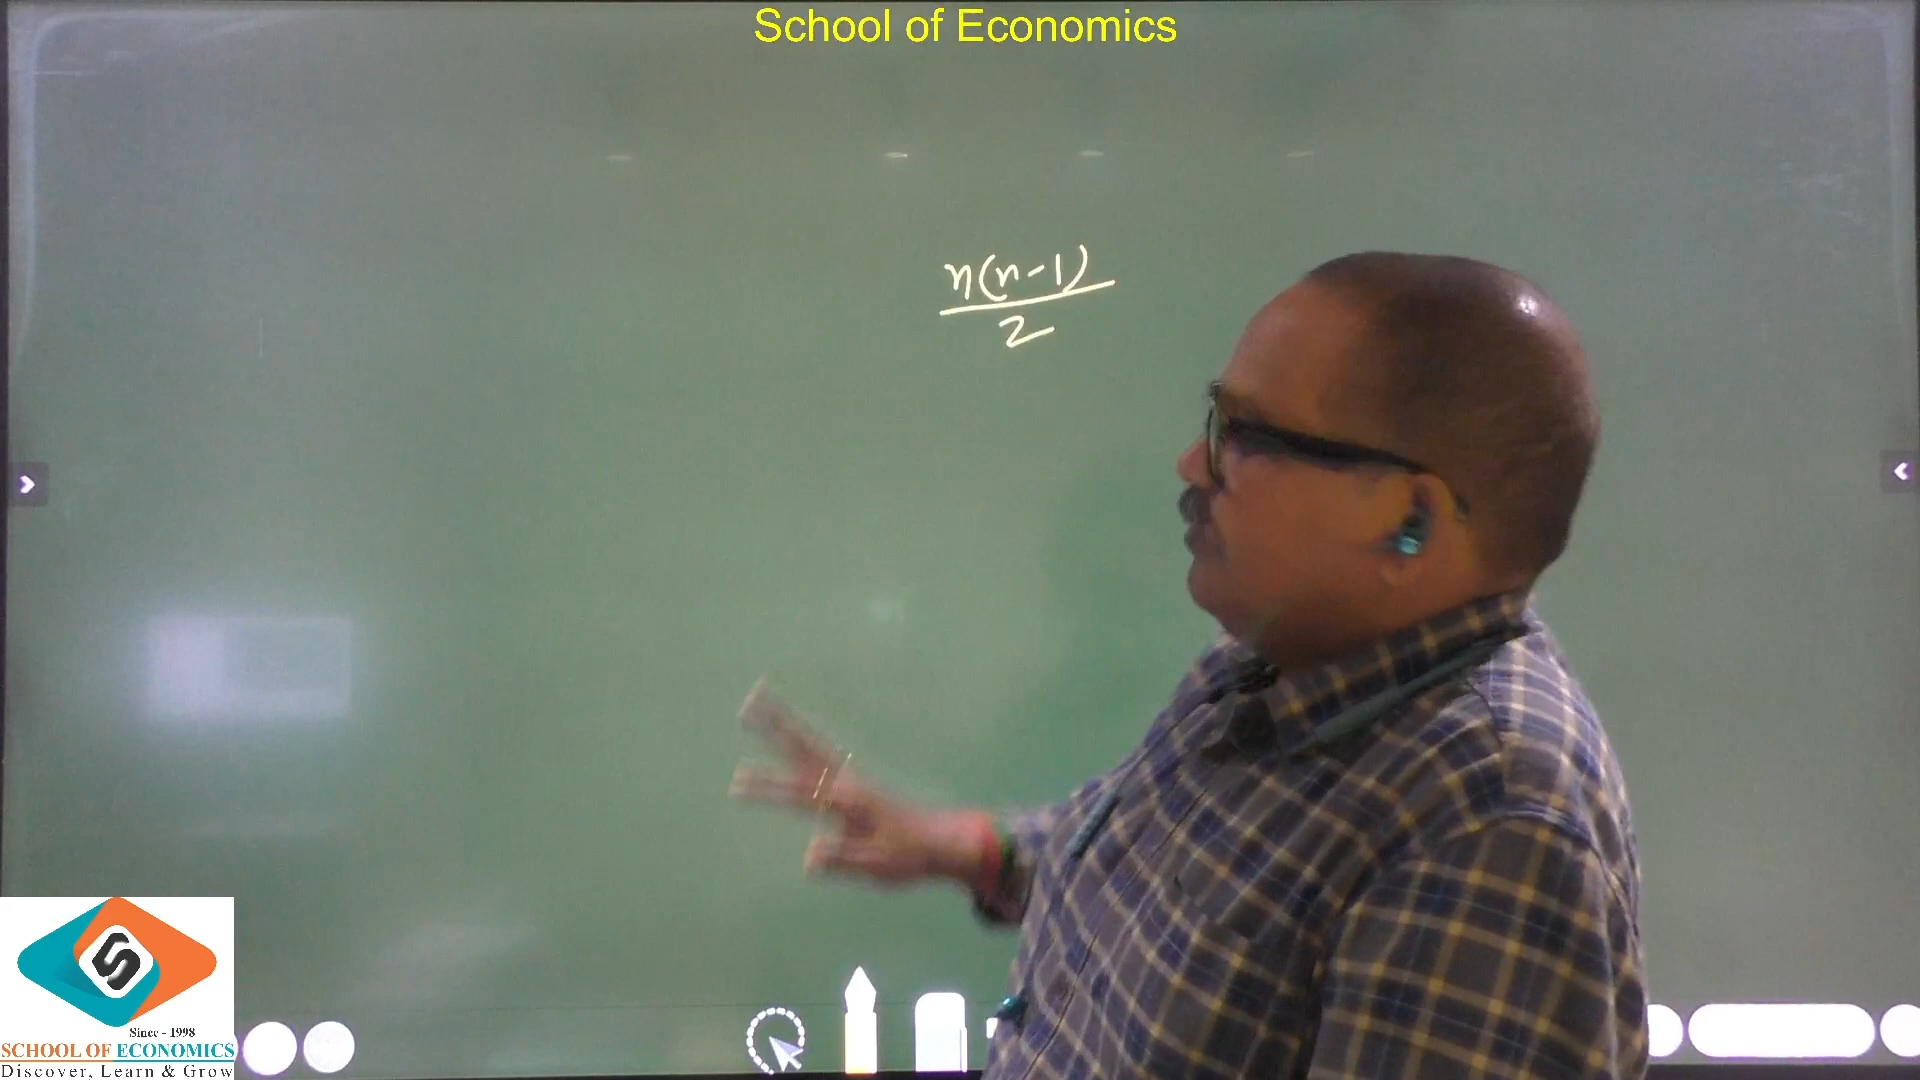 School of Economics
n(n-1)
2
Since - 1998
SCHOOL OF ECONOMICS
Discover, Learn & Grow